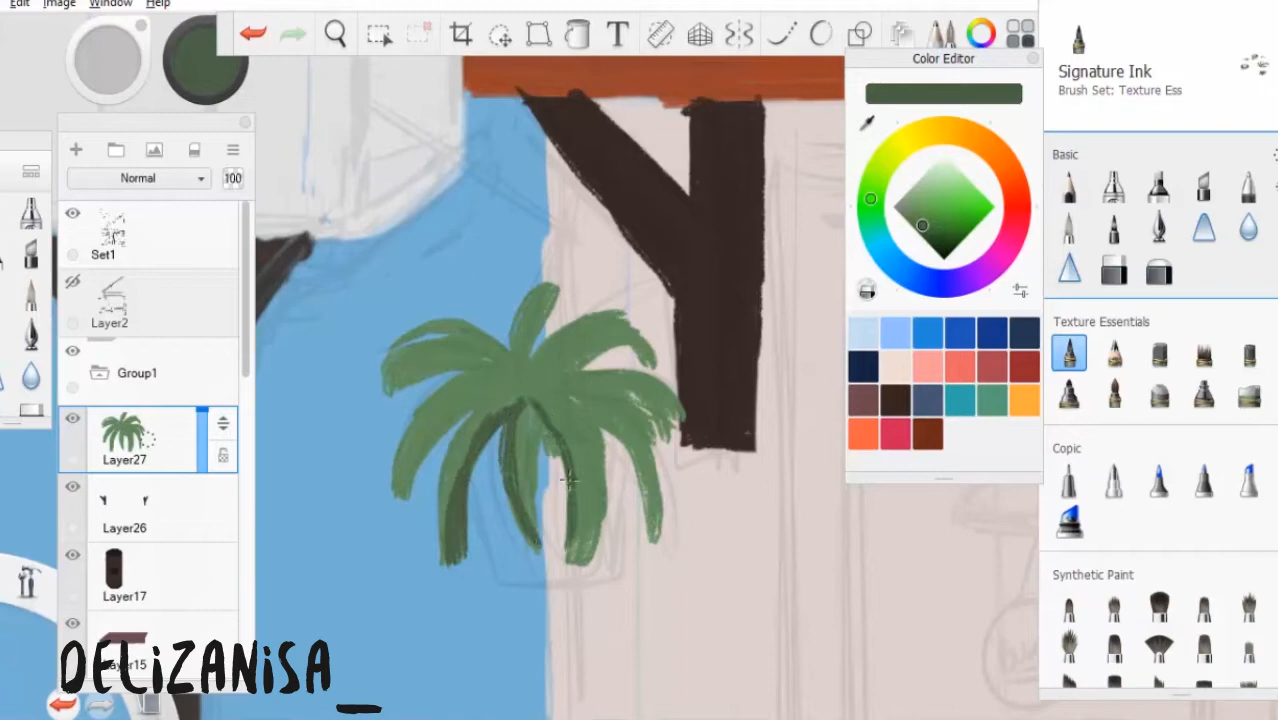 Edit Image Window Help
Color Editor
Signature Ink
Brush Set: Texture Ess
Normal
100
Basic
Set1
Layer2
Texture Essentials
Group1
Layer27
Copic
Layer26
Synthetic Paint
Layer17
Layer15
DELiZANiSA_